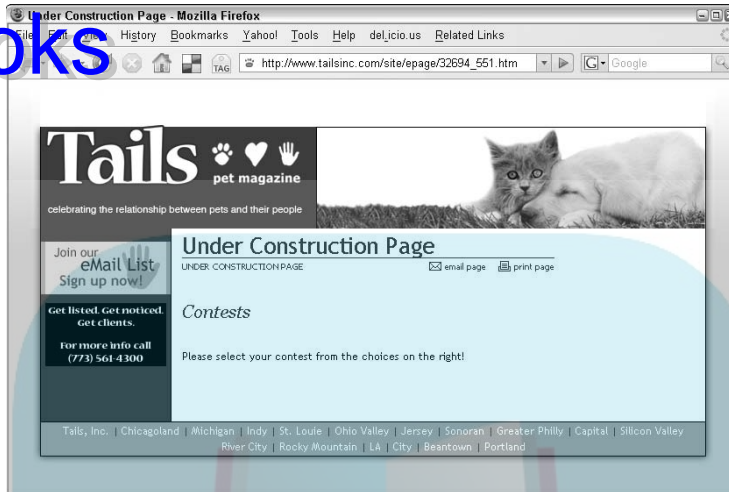 Under Construction Page - Mozilla Firefox
File Edit View History Bookmarks Yahoo! Tools Help del.icio.us Related Links
oks
TAG http://www.tailsinc.com/site/epage/32694_551.htm G Google
Tails
pet magazine
celebrating the relationship between pets and their people
Join our
eMail List
Sign up now!
Under Construction Page
UNDER CONSTRUCTION PAGE email page print page
Get listed. Get noticed.
Get clients.
For more info call
(773) 561-4300
Contests
Please select your contest from the choices on the right!
Tails, Inc. | Chicagoland | Michigan | Indy | St. Louie | Ohio Valley | Jersey | Sonoran | Greater Philly | Capital | Silicon Valley
River City | Rocky Mountain | LA | City | Beantown | Portland